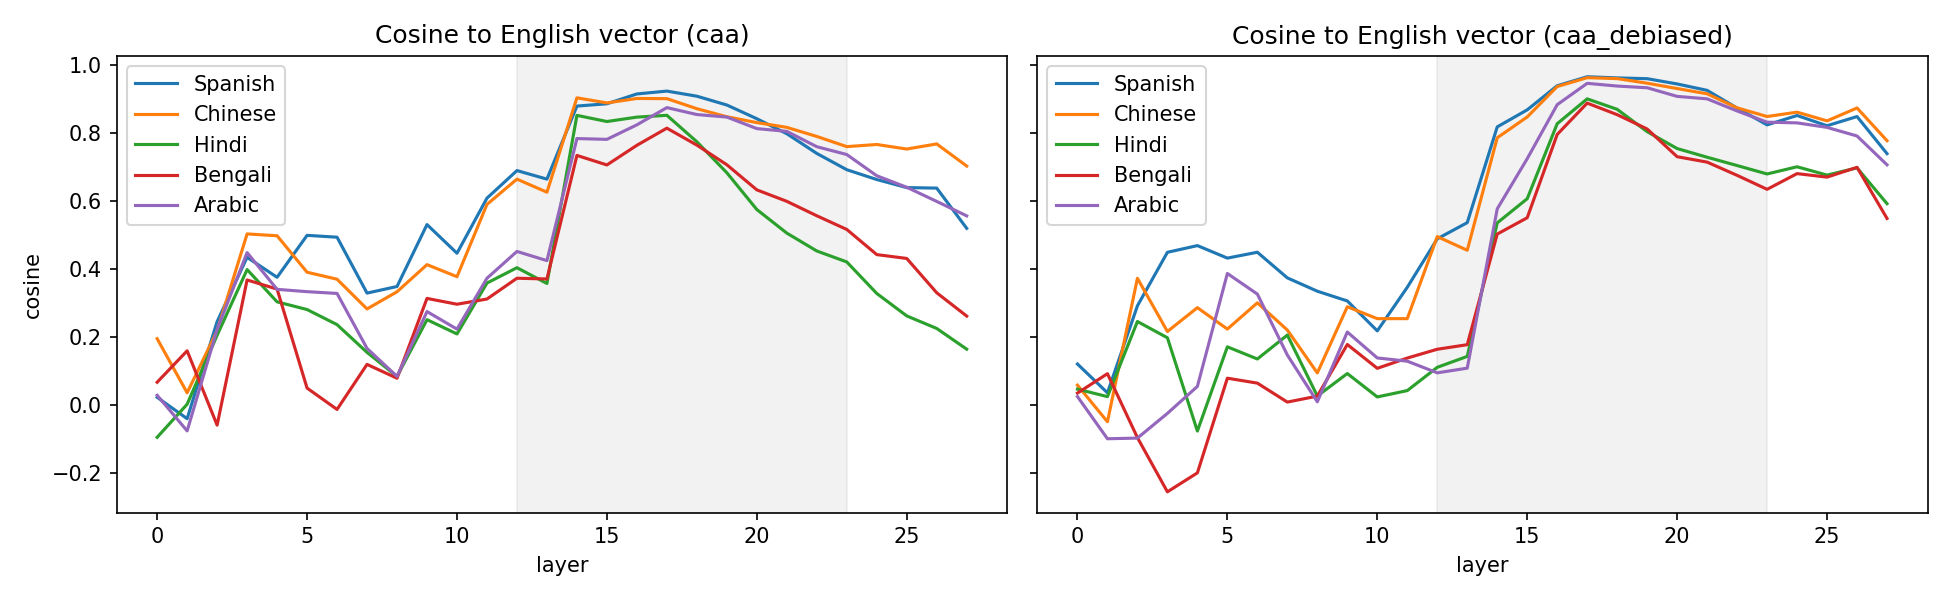 Cosine to English vector (caa)
Cosine to English vector (caa_debiased)
Spanish
Chinese
Hindi
Bengali
Arabic
Spanish
Chinese
Hindi
Bengali
Arabic
1.0
0.8
0.6
0.4
0.2
0.0
−0.2
cosine
0 5 10 15 20 25
0 5 10 15 20 25
layer
layer